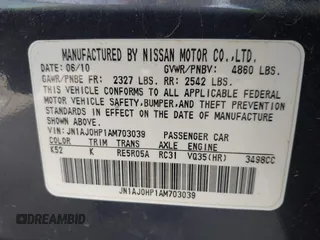 MANUFACTURED BY NISSAN MOTOR CO.,LTD.
DATE: 06/10 GVWR/PNBV: 4860 LBS.
GAWR/PNBE FR: 2327 LBS. RR: 2542 LBS.
THIS VEHICLE CONFORMS TO ALL APPLICABLE FEDERAL
MOTOR VEHICLE SAFETY,BUMPER,AND THEFT PREVENTION
STANDARDS IN EFFECT ON THE DATE OF MANUFACTURE
SHOWN ABOVE.
VIN: JN1AJ0HP1AM703039 PASSENGER CAR
COLOR TRIM TRANS AXLE ENGINE
K52 K RE5R05A RC31 VQ35(HR) 3498CC
JN1AJ0HP1AM703039
DREAMBID